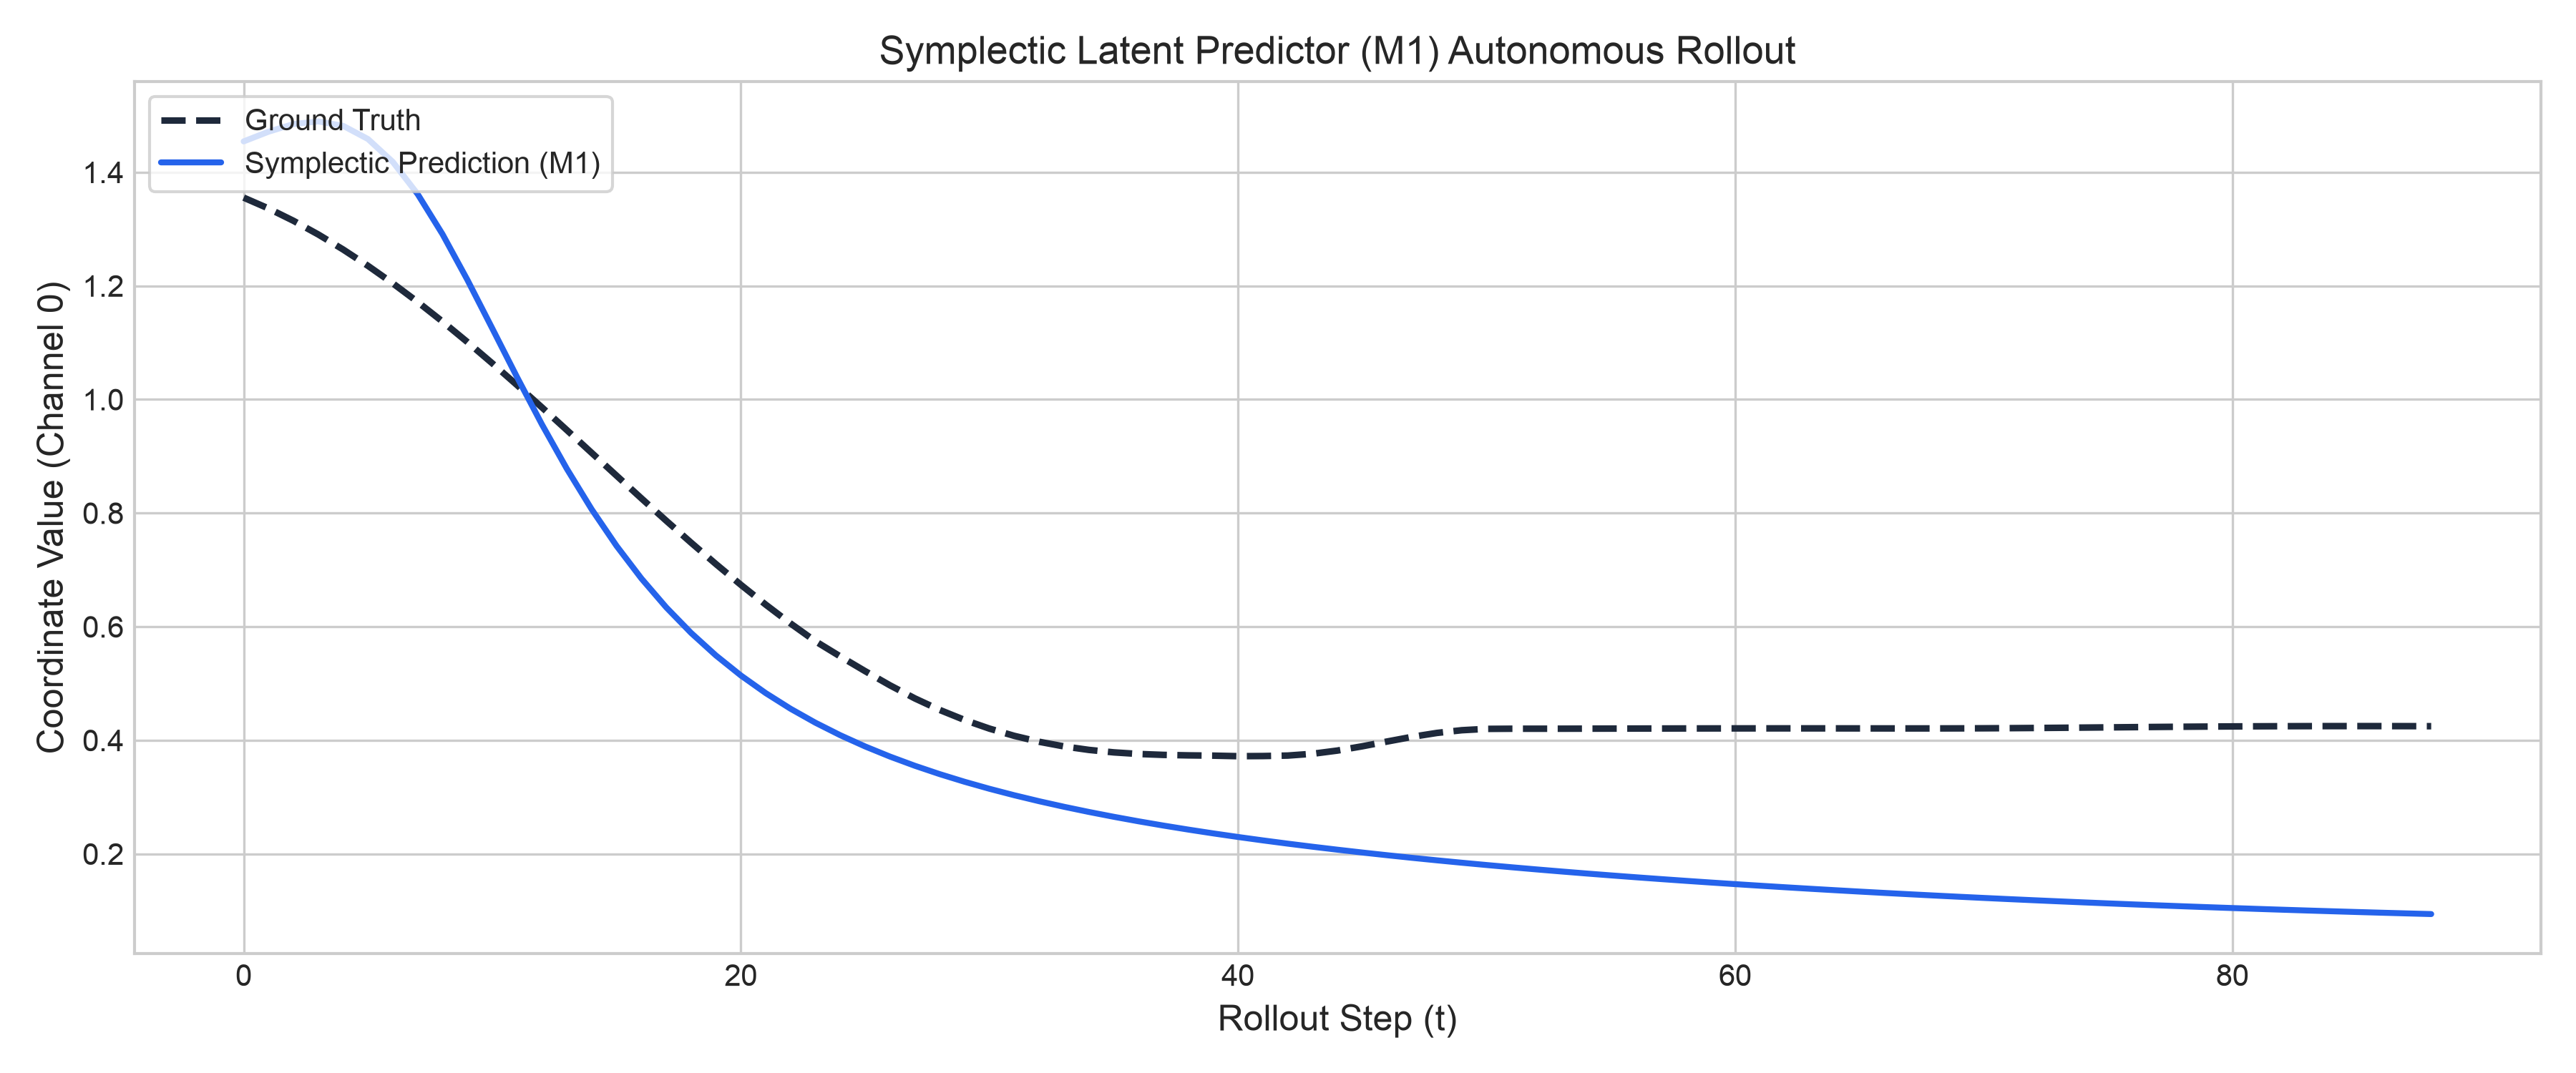 Symplectic Latent Predictor (M1) Autonomous Rollout
Ground Truth
Symplectic Prediction (M1)
Coordinate Value (Channel 0)
1.4
1.2
1.0
0.8
0.6
0.4
0.2
0 20 40 60 80
Rollout Step (t)